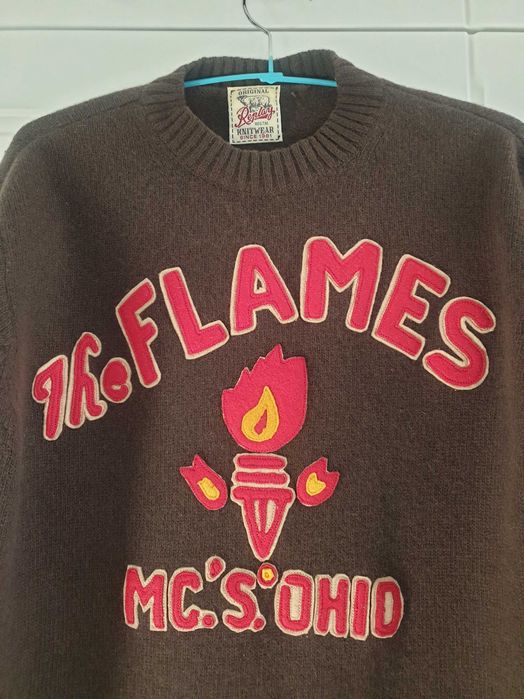 ORIGINAL
Replay
KNITWEAR
SINCE 1981
The FLAMES
MC.'S.' OHIO